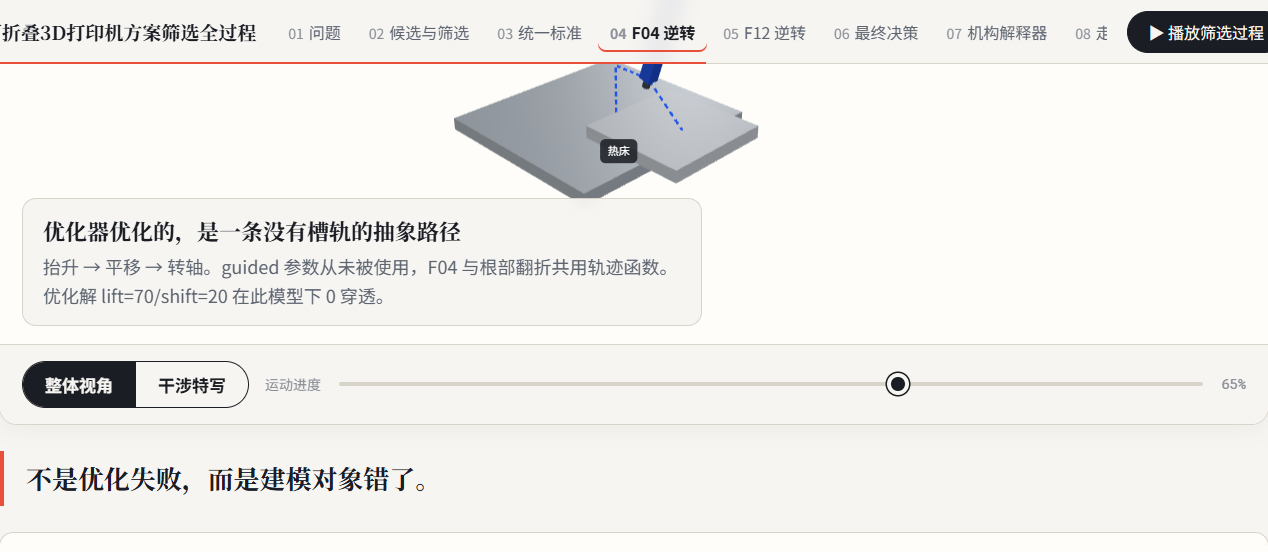 折叠3D打印机方案筛选全过程
01 问题
02 候选与筛选
03 统一标准
04 F04 逆转
05 F12 逆转
06 最终决策
07 机构解释器
08
▶ 播放筛选过程
热床
优化器优化的，是一条没有槽轨的抽象路径
抬升 → 平移 → 转轴。guided 参数从未被使用，F04 与根部翻折共用轨迹函数。
优化解 lift=70/shift=20 在此模型下 0 穿透。
整体视角
干涉特写
运动进度
65%
不是优化失败，而是建模对象错了。